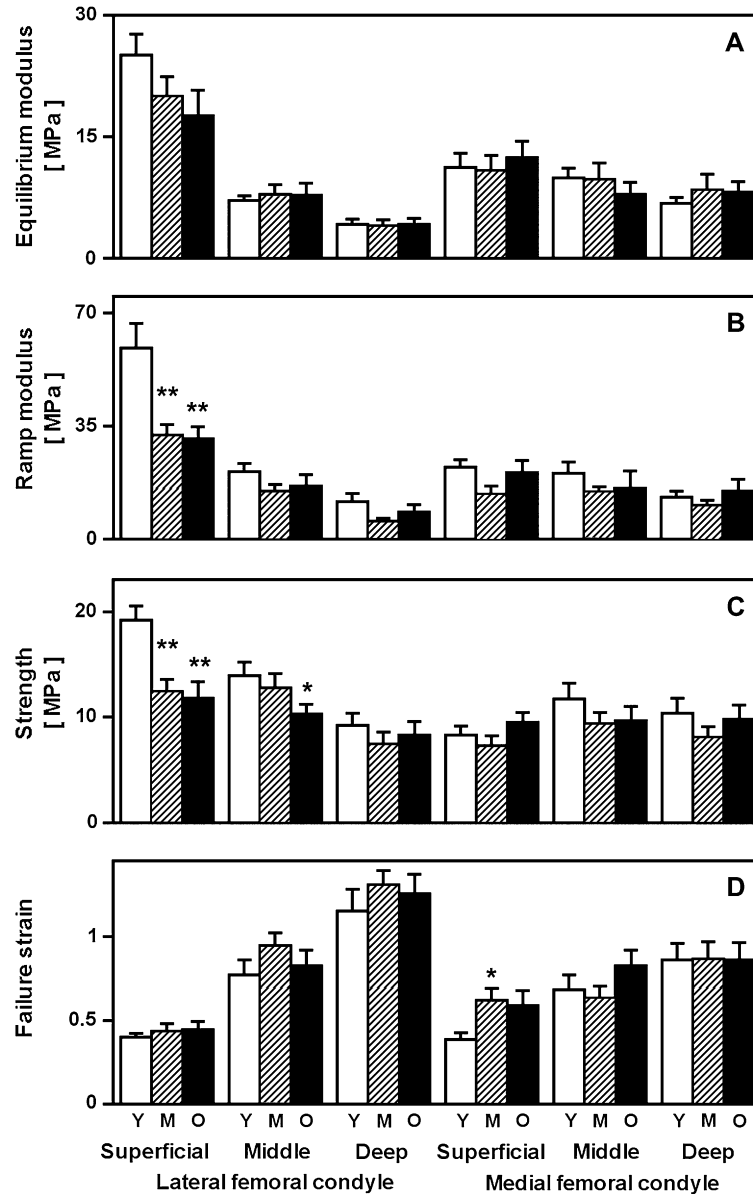 30
A
Equilibrium modulus
[ MPa ]
15
0
70
B
Ramp modulus
[ MPa ]
**
**
35
0
20
C
Strength
[ MPa ]
**
**
*
10
0
D
Failure strain
1
*
0.5
0
Y M O Y M O Y M O Y M O Y M O Y M O
Superficial Middle Deep Superficial Middle Deep
Lateral femoral condyle Medial femoral condyle